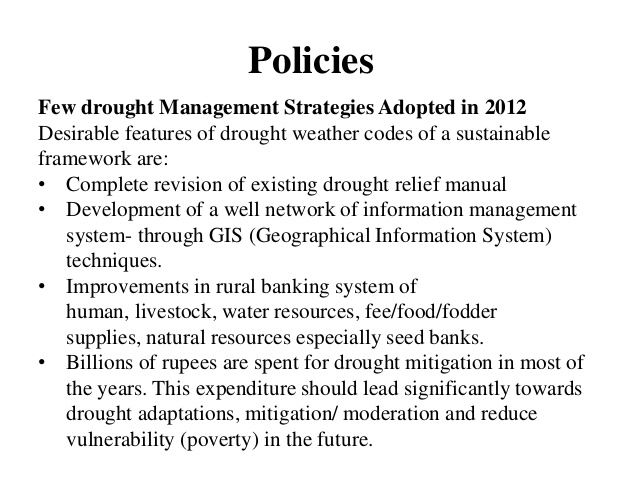 Policies
Few drought Management Strategies Adopted in 2012
Desirable features of drought weather codes of a sustainable
framework are:
• Complete revision of existing drought relief manual
• Development of a well network of information management
system- through GIS (Geographical Information System)
techniques.
• Improvements in rural banking system of
human, livestock, water resources, fee/food/fodder
supplies, natural resources especially seed banks.
• Billions of rupees are spent for drought mitigation in most of
the years. This expenditure should lead significantly towards
drought adaptations, mitigation/ moderation and reduce
vulnerability (poverty) in the future.